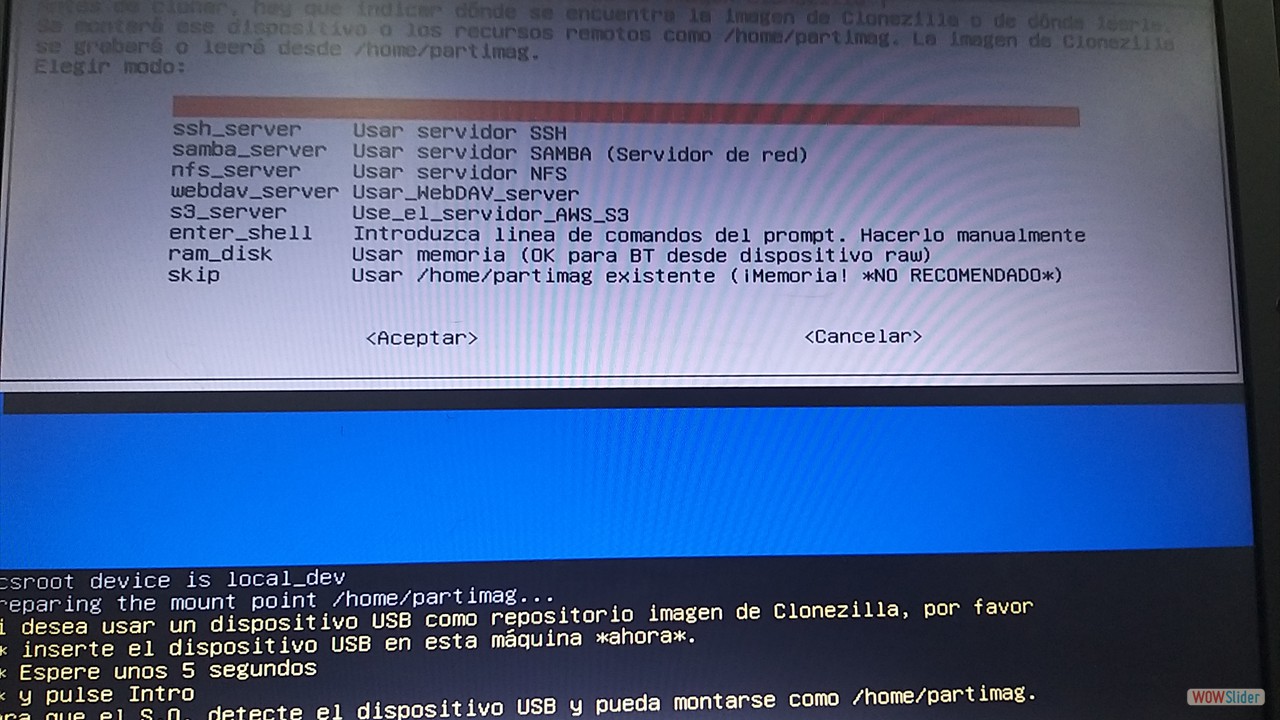 Antes de clonar, hay que indicar dónde se encuentra la imagen de Clonezilla o de dónde leerla.
Se montará ese dispositivo o los recursos remotos como /home/partimag. La imagen de Clonezilla
se grabará o leerá desde /home/partimag.
Elegir modo:
ssh_server Usar servidor SSH
samba_server Usar servidor SAMBA (Servidor de red)
nfs_server Usar servidor NFS
webdav_server Usar_WebDAV_server
s3_server Use_el_servidor_AWS_S3
enter_shell Introduzca linea de comandos del prompt. Hacerlo manualmente
ram_disk Usar memoria (OK para BT desde dispositivo raw)
skip Usar /home/partimag existente (¡Memoria! *NO RECOMENDADO*)
<Aceptar> <Cancelar>
csroot device is local_dev
reparing the mount point /home/partimag...
i desea usar un dispositivo USB como repositorio imagen de Clonezilla, por favor
* inserte el dispositivo USB en esta máquina *ahora*.
* Espere unos 5 segundos
* y pulse Intro
ra que el S.O. detecte el dispositivo USB y pueda montarse como /home/partimag.
WOWSlider